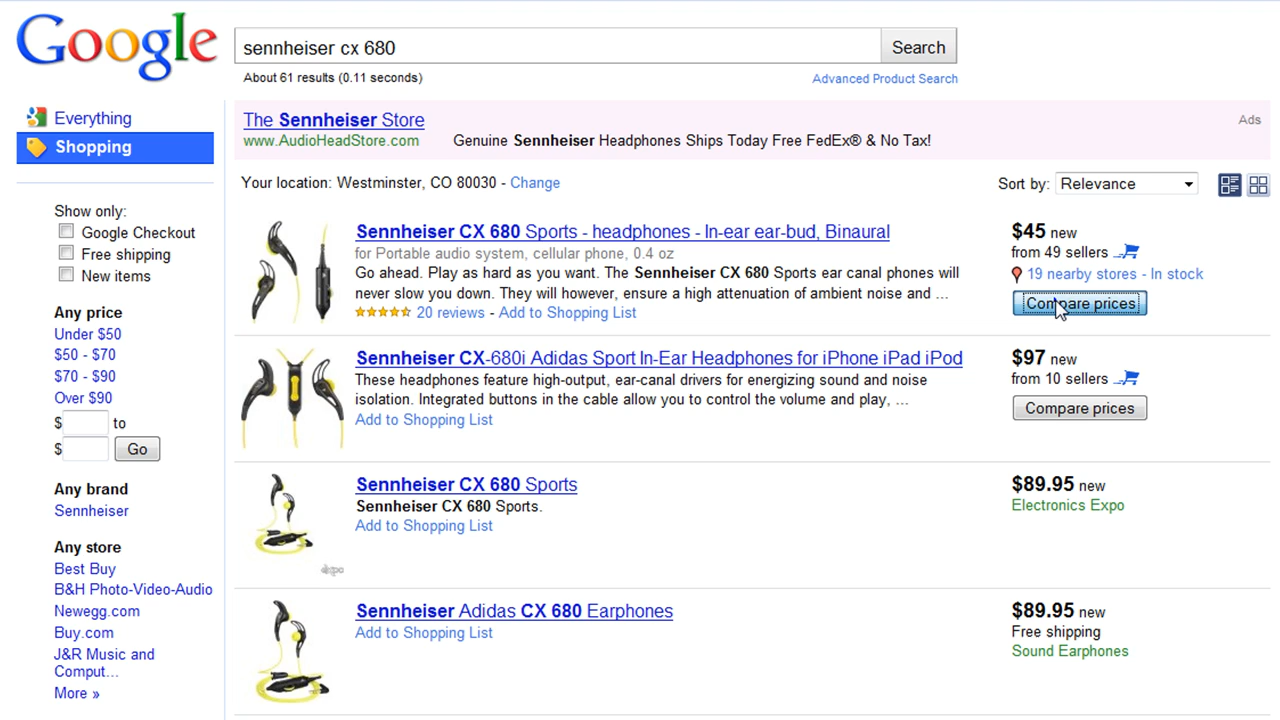 Google
sennheiser cx 680
Search
About 61 results (0.11 seconds)
Advanced Product Search
Everything
Shopping
Show only:
Google Checkout
Free shipping
New items
Any price
Under $50
$50 - $70
$70 - $90
Over $90
$ to
$ Go
Any brand
Sennheiser
Any store
Best Buy
B&H Photo-Video-Audio
Newegg.com
Buy.com
J&R Music and
Comput...
More »
The Sennheiser Store
Ads
www.AudioHeadStore.com Genuine Sennheiser Headphones Ships Today Free FedEx® & No Tax!
Your location: Westminster, CO 80030 - Change
Sort by: Relevance
Sennheiser CX 680 Sports - headphones - In-ear ear-bud, Binaural
for Portable audio system, cellular phone, 0.4 oz
Go ahead. Play as hard as you want. The Sennheiser CX 680 Sports ear canal phones will
never slow you down. They will however, ensure a high attenuation of ambient noise and ...
20 reviews - Add to Shopping List
$45 new
from 49 sellers
19 nearby stores - In stock
Compare prices
Sennheiser CX-680i Adidas Sport In-Ear Headphones for iPhone iPad iPod
These headphones feature high-output, ear-canal drivers for energizing sound and noise
isolation. Integrated buttons in the cable allow you to control the volume and play, ...
Add to Shopping List
$97 new
from 10 sellers
Compare prices
Sennheiser CX 680 Sports
Sennheiser CX 680 Sports.
Add to Shopping List
$89.95 new
Electronics Expo
Sennheiser Adidas CX 680 Earphones
Add to Shopping List
$89.95 new
Free shipping
Sound Earphones